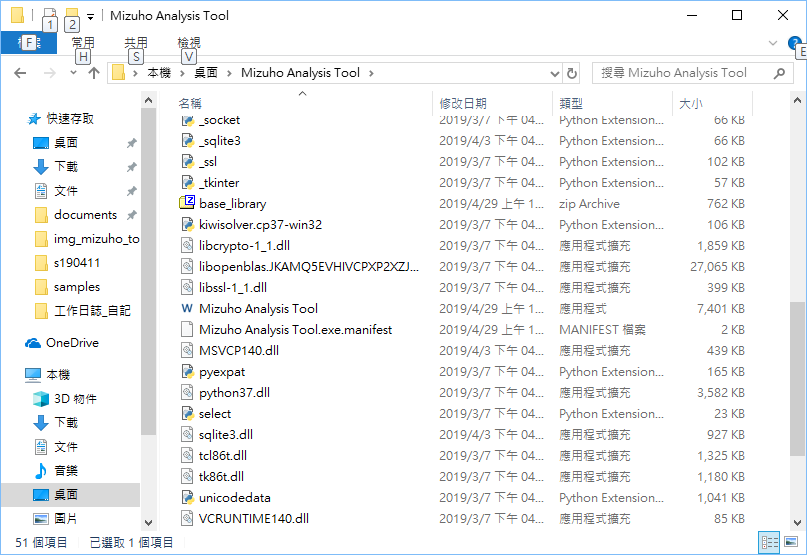 Mizuho Analysis Tool
1 2
檔案 常用 共用 檢視
F H S V E
本機 桌面 Mizuho Analysis Tool 搜尋 Mizuho Analysis Tool
名稱 修改日期 類型 大小
快速存取
桌面
下載
文件
documents
img_mizuho_to
s190411
samples
工作日誌_自記
OneDrive
本機
3D 物件
下載
文件
音樂
桌面
圖片
_socket 2019/3/7 下午 04... Python Extension... 66 KB
_sqlite3 2019/4/3 下午 04... Python Extension... 66 KB
_ssl 2019/3/7 下午 04... Python Extension... 102 KB
_tkinter 2019/3/7 下午 04... Python Extension... 57 KB
base_library 2019/4/29 上午 1... zip Archive 762 KB
kiwisolver.cp37-win32 2019/3/7 下午 04... Python Extension... 106 KB
libcrypto-1_1.dll 2019/3/7 下午 04... 應用程式擴充 1,859 KB
libopenblas.JKAMQ5EVHIVCPXP2XZJ... 2019/3/7 下午 04... 應用程式擴充 27,065 KB
libssl-1_1.dll 2019/3/7 下午 04... 應用程式擴充 399 KB
Mizuho Analysis Tool 2019/4/29 上午 1... 應用程式 7,401 KB
Mizuho Analysis Tool.exe.manifest 2019/4/29 上午 1... MANIFEST 檔案 2 KB
MSVCP140.dll 2019/4/3 下午 04... 應用程式擴充 439 KB
pyexpat 2019/3/7 下午 04... Python Extension... 165 KB
python37.dll 2019/3/7 下午 04... 應用程式擴充 3,582 KB
select 2019/3/7 下午 04... Python Extension... 23 KB
sqlite3.dll 2019/4/3 下午 04... 應用程式擴充 927 KB
tcl86t.dll 2019/3/7 下午 04... 應用程式擴充 1,325 KB
tk86t.dll 2019/3/7 下午 04... 應用程式擴充 1,180 KB
unicodedata 2019/3/7 下午 04... Python Extension... 1,041 KB
VCRUNTIME140.dll 2019/3/7 下午 04... 應用程式擴充 85 KB
51 個項目 已選取 1 個項目